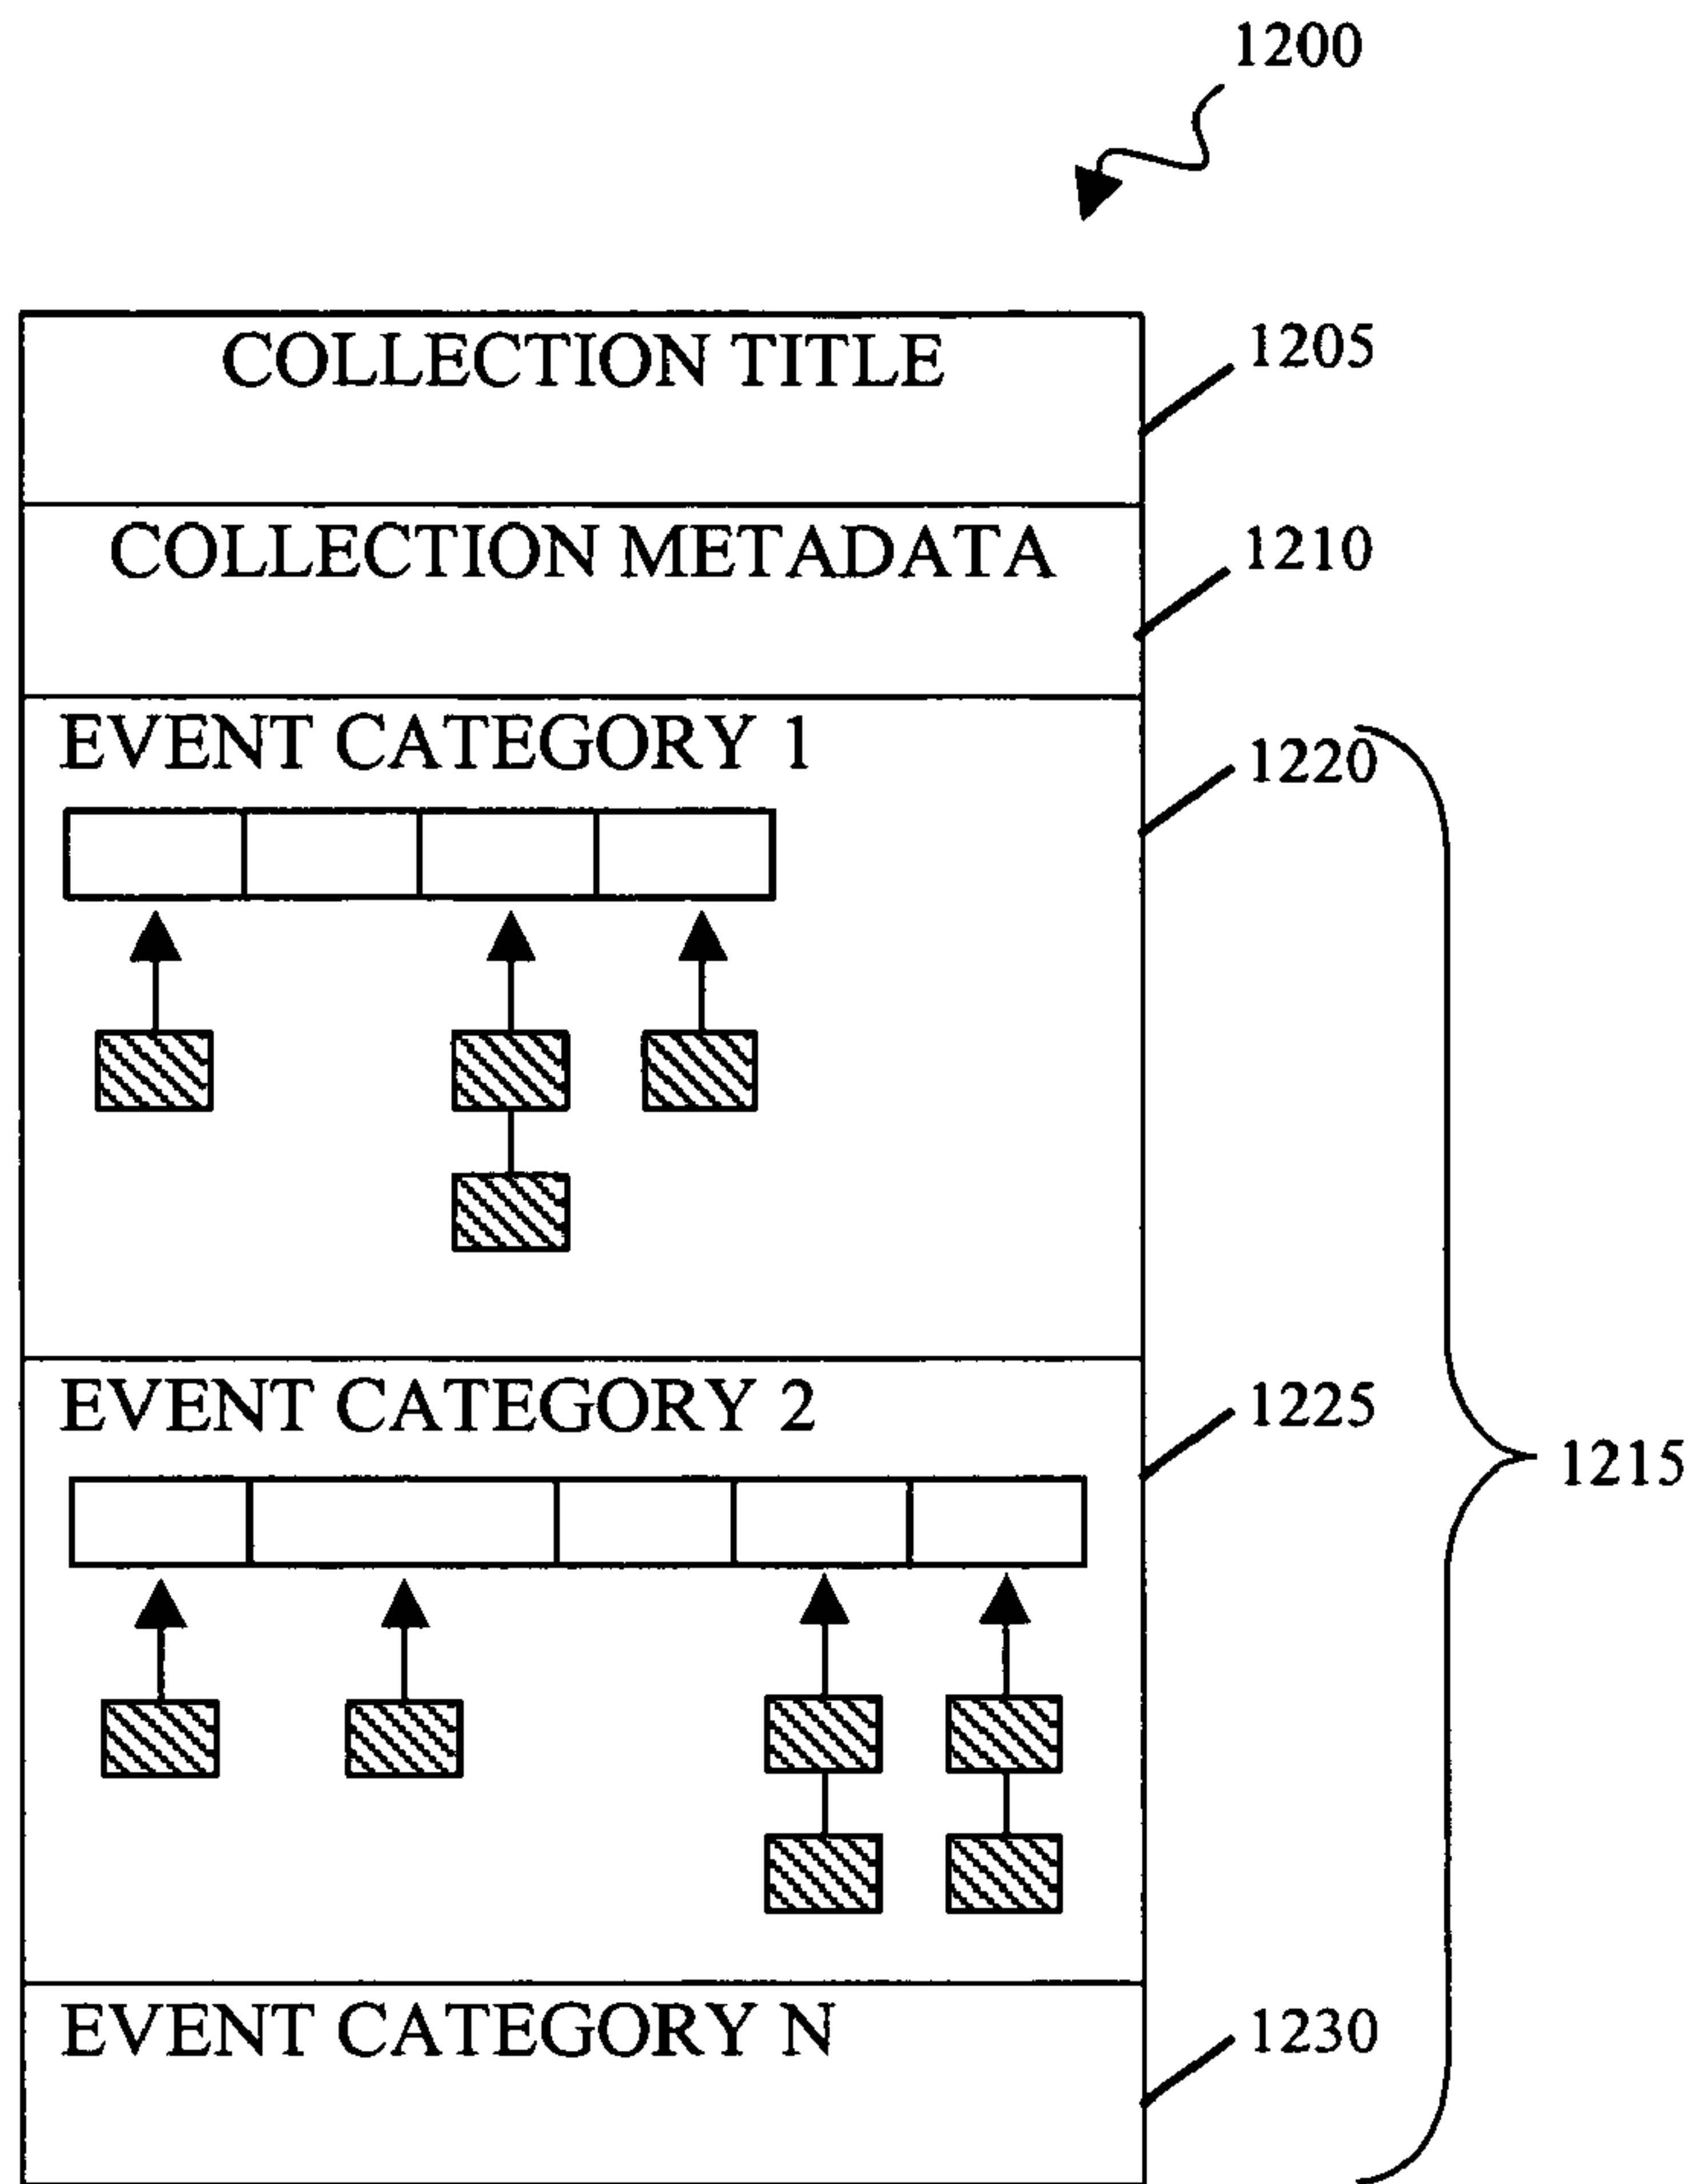 1200
COLLECTION TITLE
1205
COLLECTION METADATA
1210
EVENT CATEGORY 1
1220
EVENT CATEGORY 2
1225
1215
EVENT CATEGORY N
1230